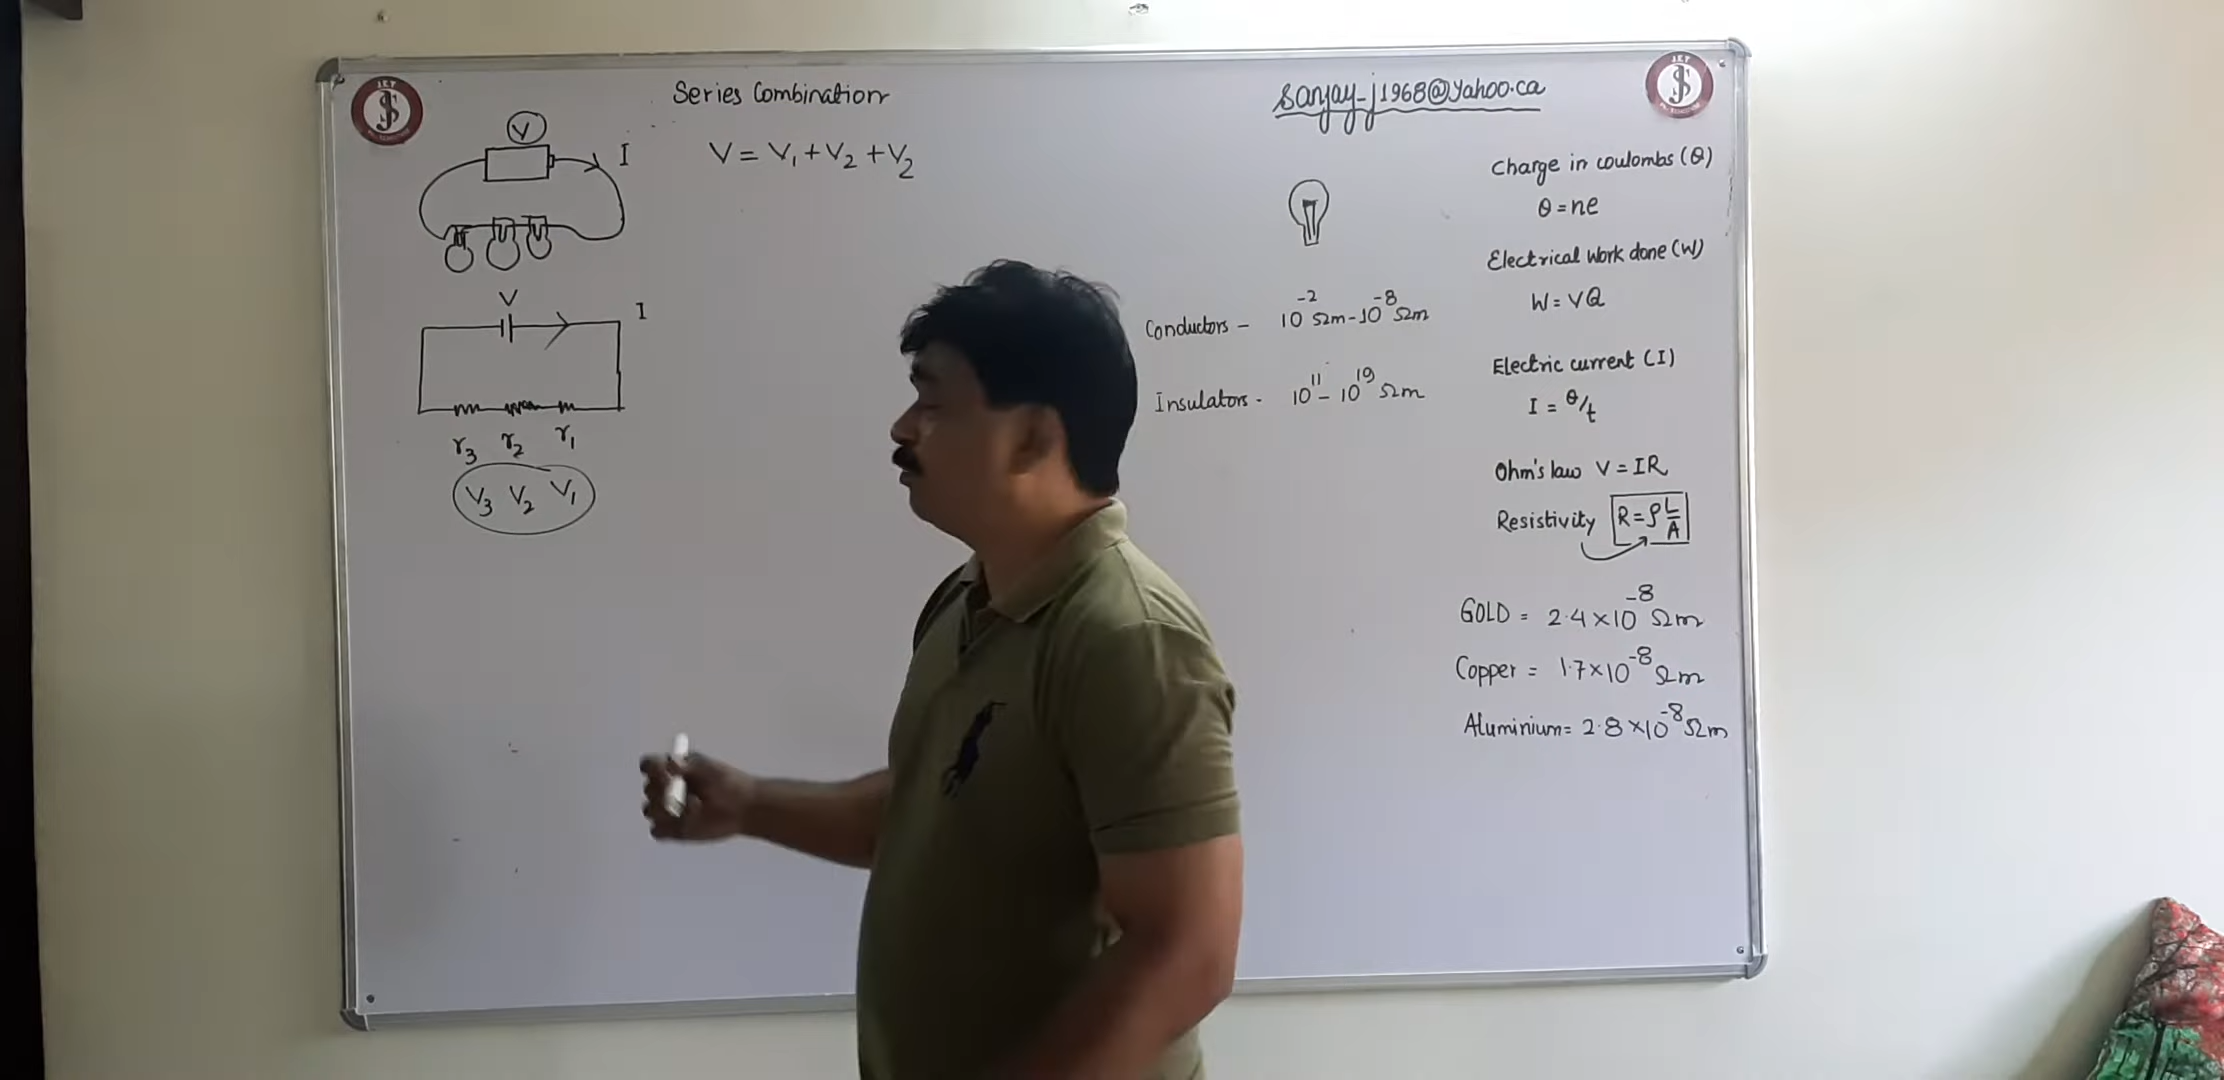 Series Combination
V = V₁ + V₂ + V₂
V
I
V
I
r₃ r₂ r₁
V₃ V₂ V₁
sanjay_j1968@Yahoo.ca
Conductors – 10⁻² Ωm – 10⁻⁸ Ωm
Insulators - 10¹¹ – 10¹⁹ Ωm
Charge in coulombs (Q)
Q = ne
Electrical work done (W)
W = VQ
Electric current (I)
I = Q/t
Ohm's law V = IR
Resistivity R = ρ L/A
GOLD = 2.4 × 10⁻⁸ Ωm
Copper = 1.7 × 10⁻⁸ Ωm
Aluminium = 2.8 × 10⁻⁸ Ωm